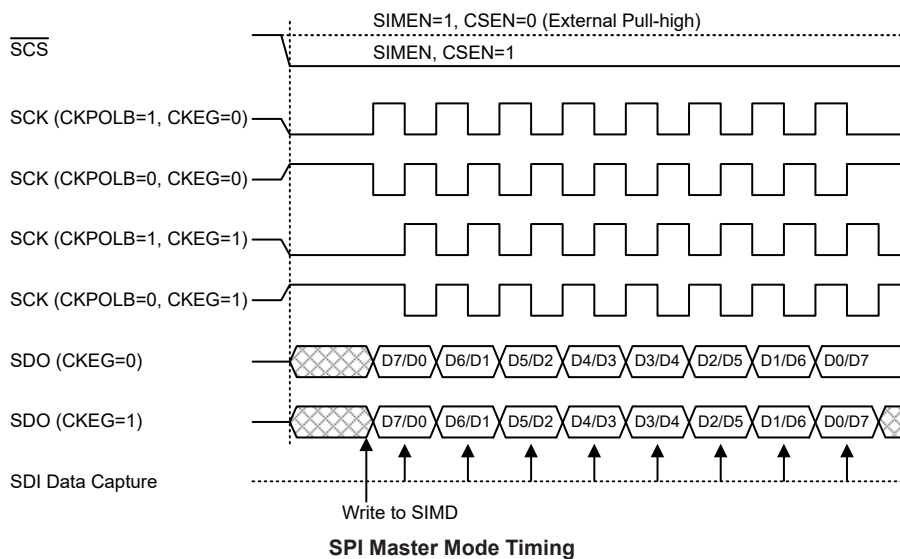 SIMEN=1, CSEN=0 (External Pull-high)
SCS
SIMEN, CSEN=1
SCK (CKPOLB=1, CKEG=0)
SCK (CKPOLB=0, CKEG=0)
SCK (CKPOLB=1, CKEG=1)
SCK (CKPOLB=0, CKEG=1)
SDO (CKEG=0) D7/D0 D6/D1 D5/D2 D4/D3 D3/D4 D2/D5 D1/D6 D0/D7
SDO (CKEG=1) D7/D0 D6/D1 D5/D2 D4/D3 D3/D4 D2/D5 D1/D6 D0/D7
SDI Data Capture
Write to SIMD
SPI Master Mode Timing